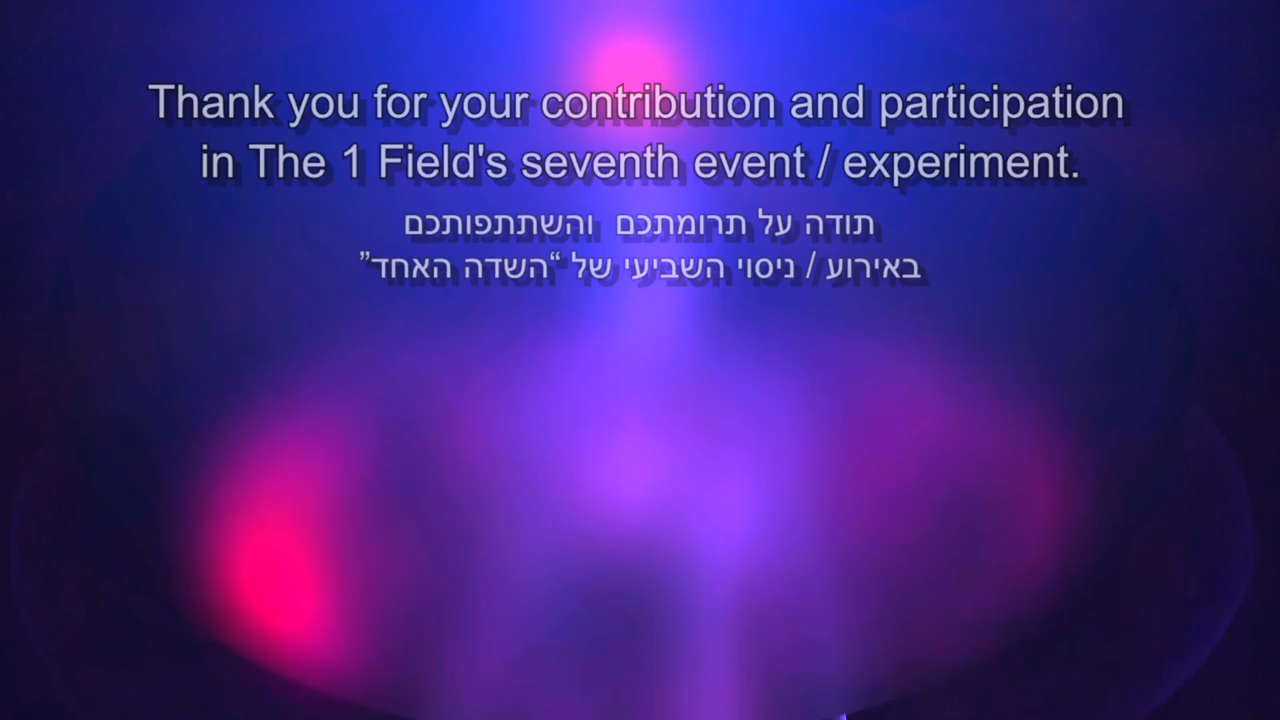 Thank you for your contribution and participation
in The 1 Field's seventh event / experiment.
תודה על תרומתכם והשתתפותכם
באירוע / ניסוי השביעי של “השדה האחד”